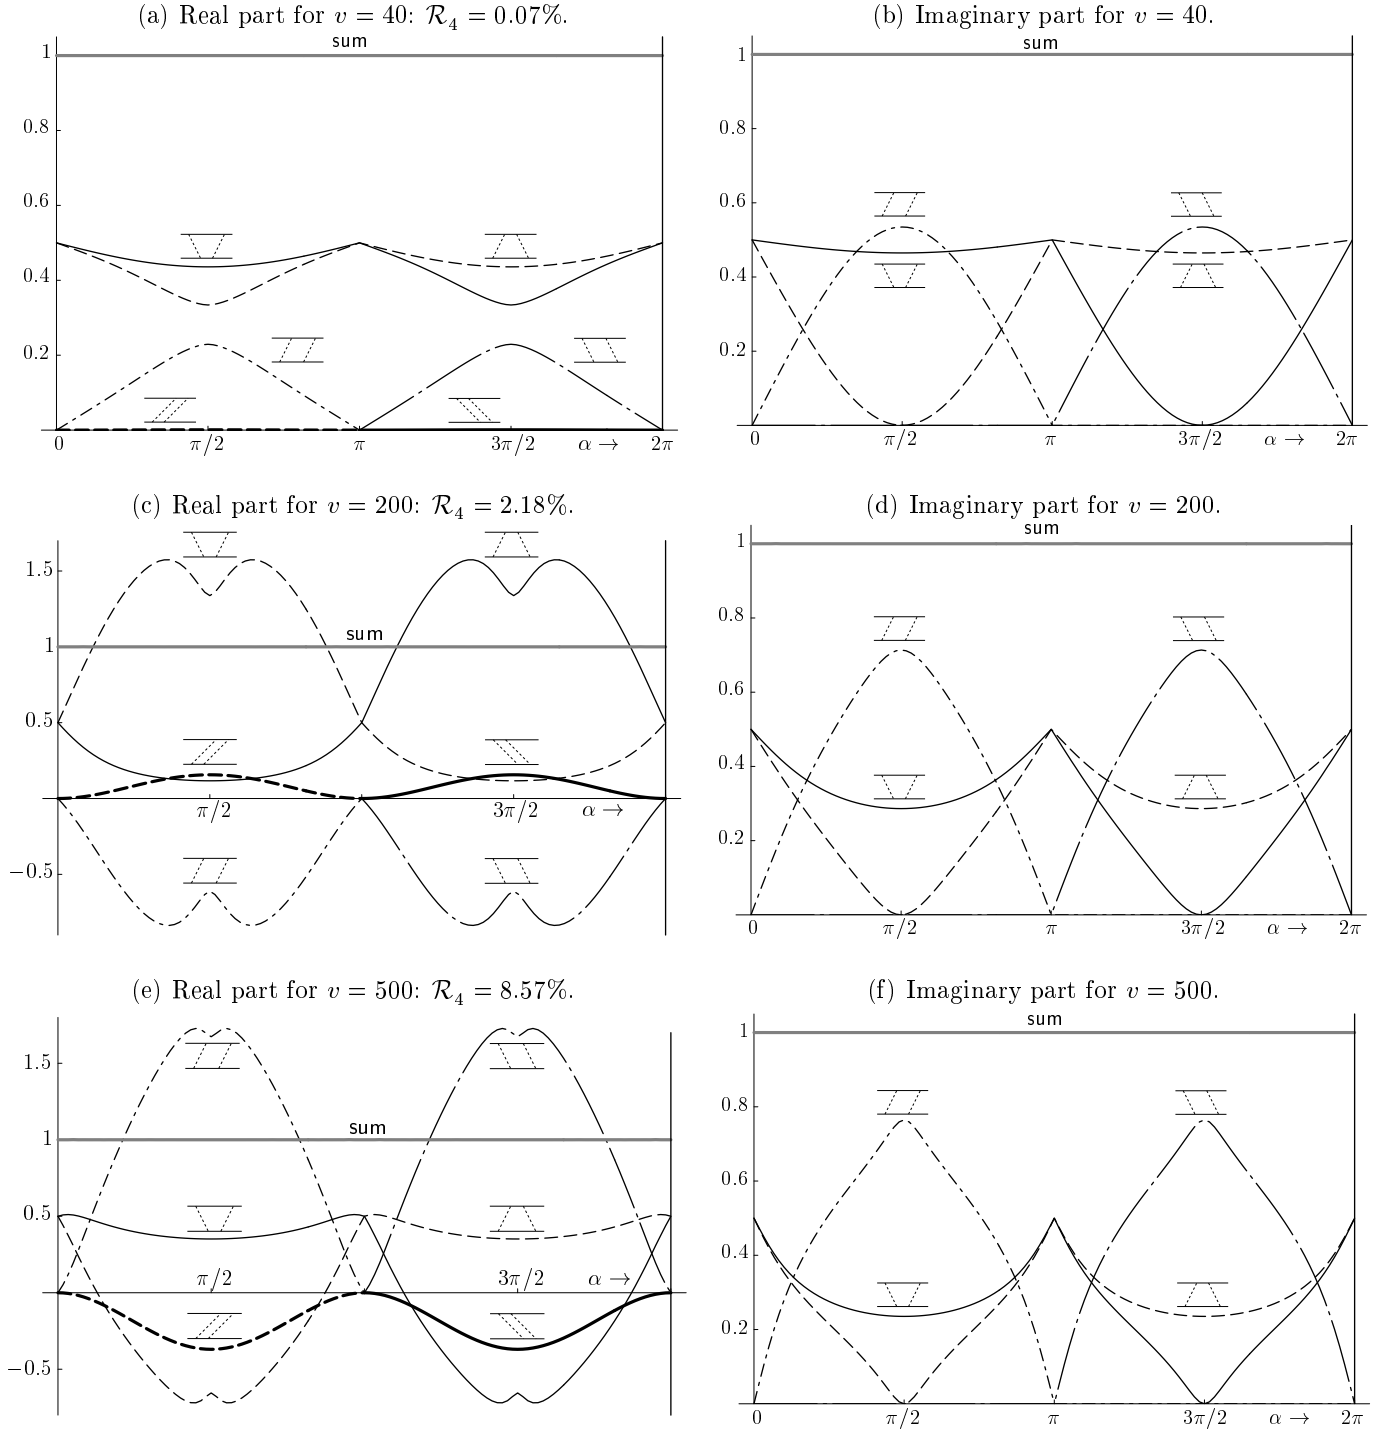 (a) Real part for v = 40: ℛ₄ = 0.07%.
sum
1
0.8
0.6
0.4
0.2
0
π/2
π
3π/2
α →
2π
(b) Imaginary part for v = 40.
sum
1
0.8
0.6
0.4
0.2
0
π/2
π
3π/2
α →
2π
(c) Real part for v = 200: ℛ₄ = 2.18%.
1.5
sum
1
0.5
π/2
3π/2
α →
−0.5
(d) Imaginary part for v = 200.
sum
1
0.8
0.6
0.4
0.2
0
π/2
π
3π/2
α →
2π
(e) Real part for v = 500: ℛ₄ = 8.57%.
1.5
sum
1
0.5
π/2
3π/2
α →
−0.5
(f) Imaginary part for v = 500.
sum
1
0.8
0.6
0.4
0.2
0
π/2
π
3π/2
α →
2π